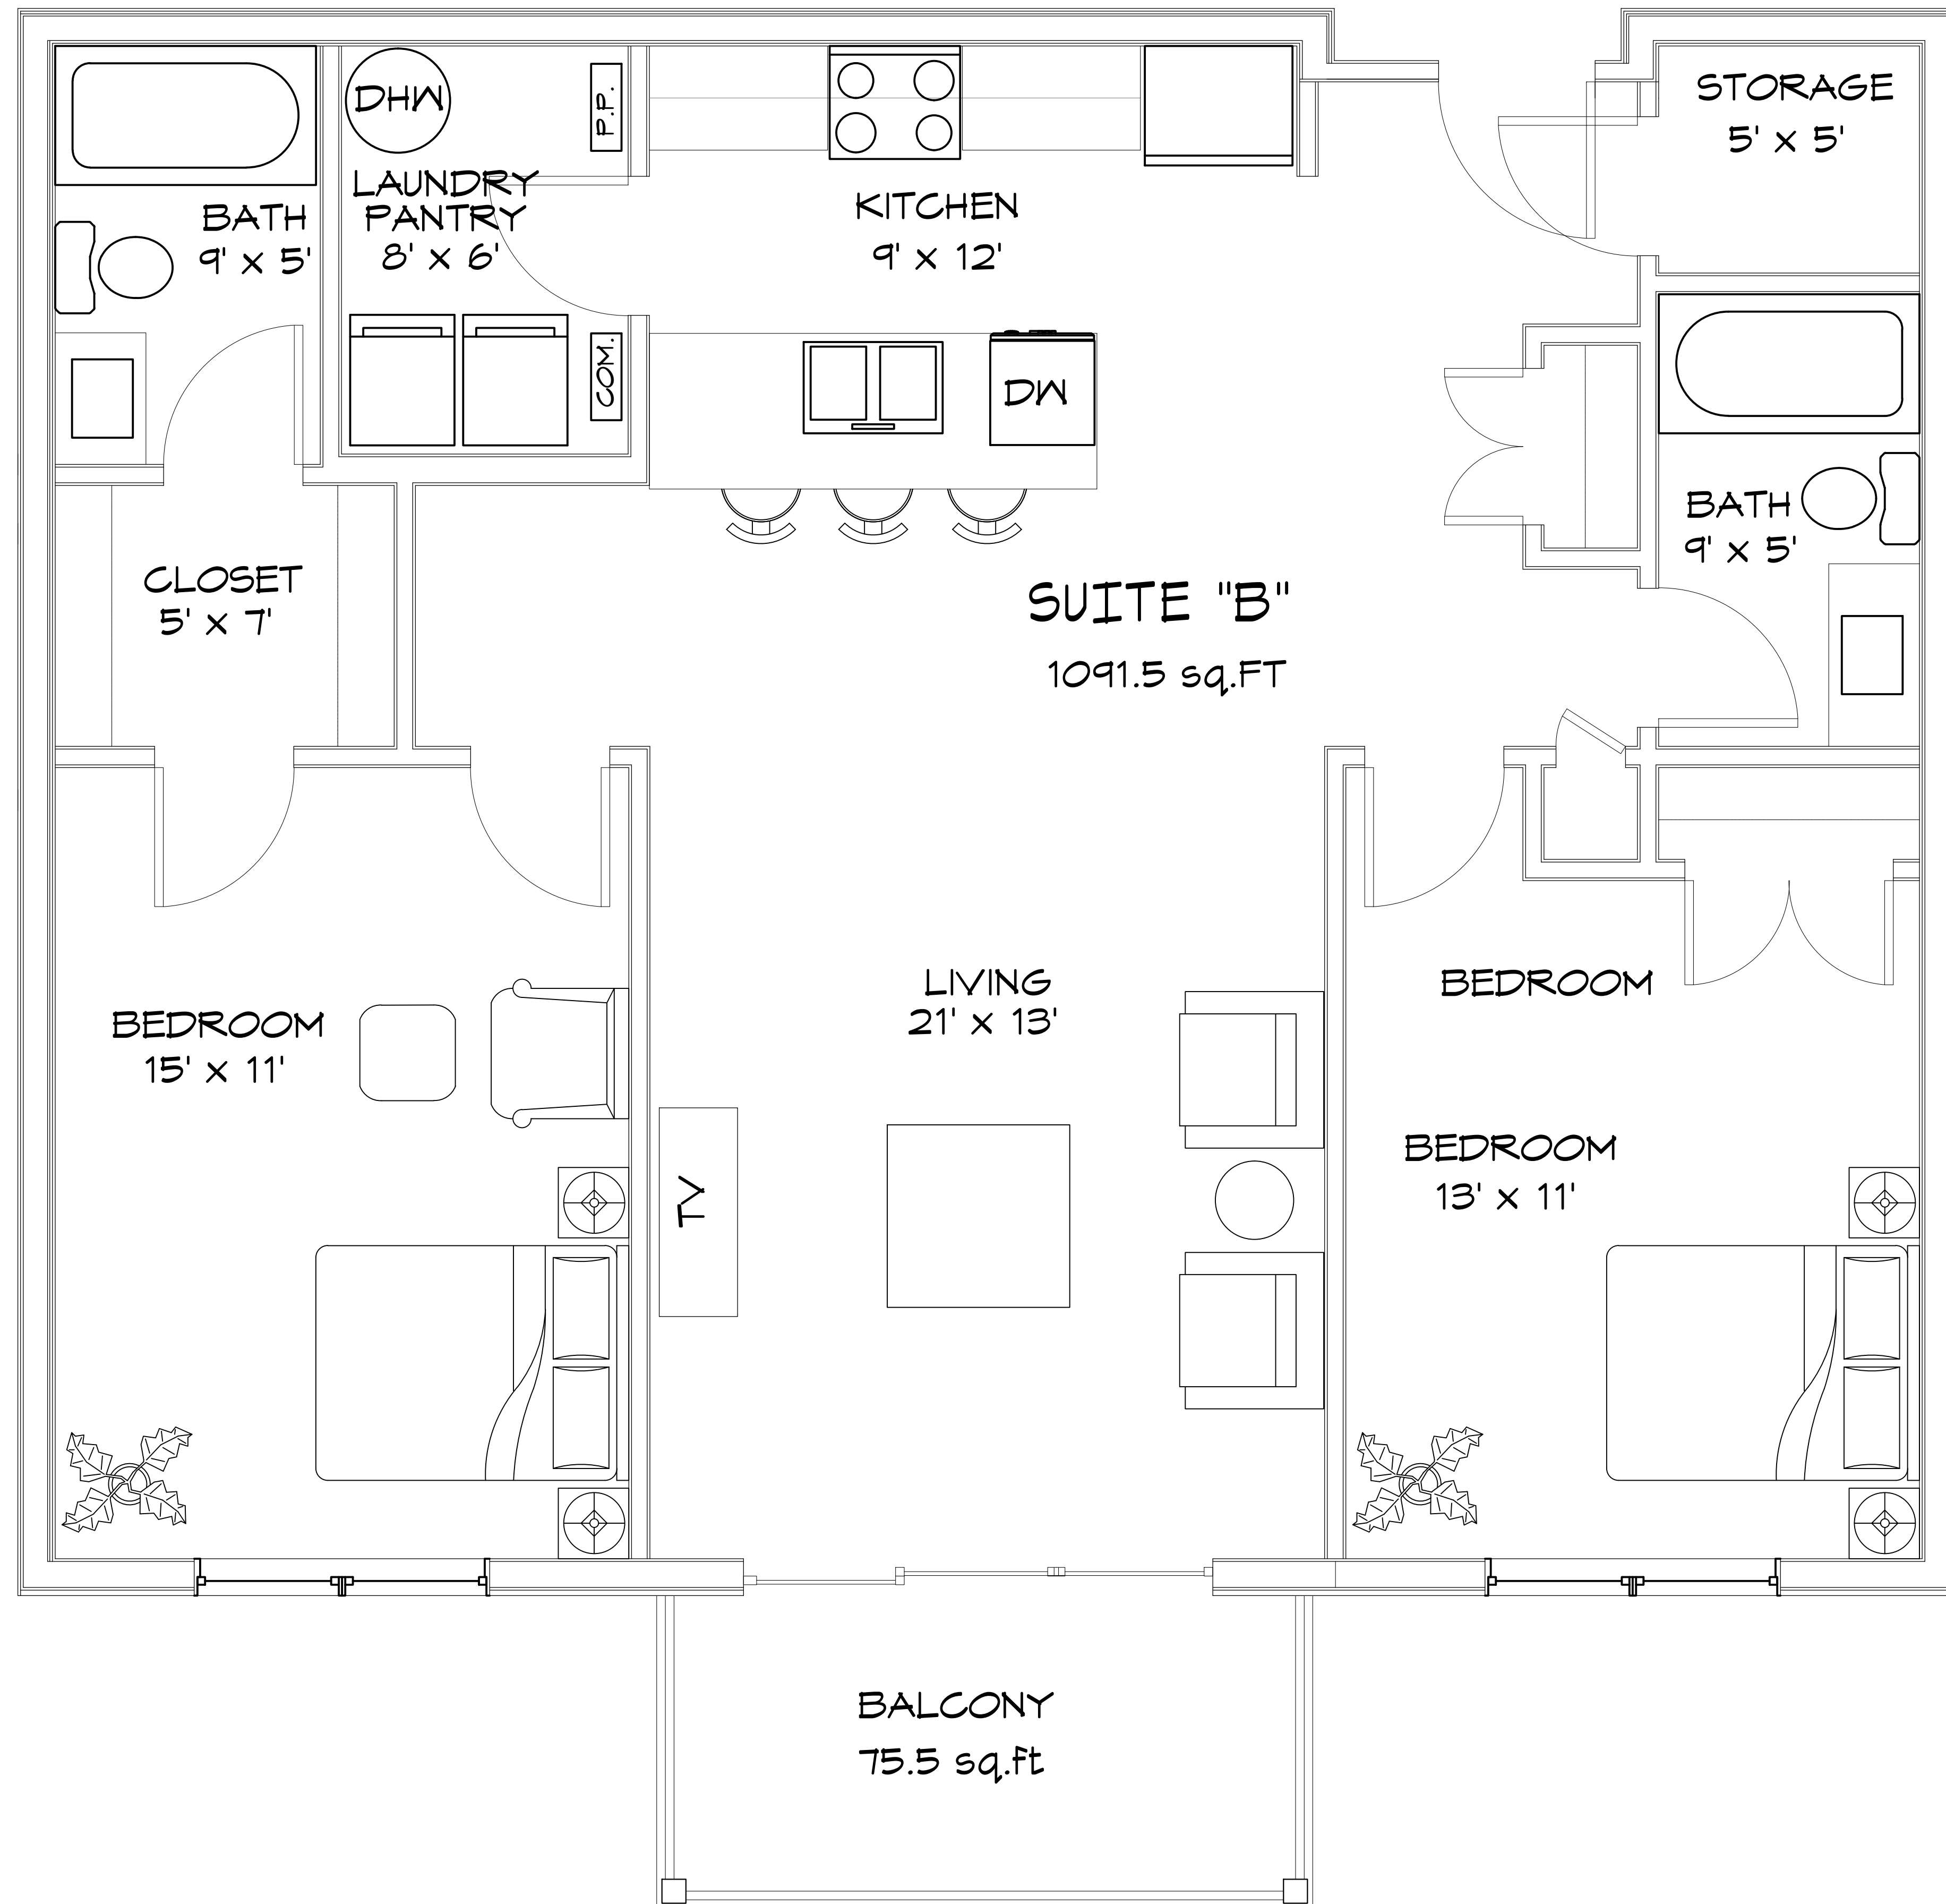 DHW
P.P.
STORAGE
5' x 5'
LAUNDRY
PANTRY
8' x 6'
BATH
9' x 5'
KITCHEN
9' x 12'
COM.
DW
BATH
9' x 5'
CLOSET
5' x 7'
SUITE "B"
1091.5 sq.FT
LIVING
21' x 13'
BEDROOM
BEDROOM
15' x 11'
BEDROOM
13' x 11'
TV
BALCONY
75.5 sq.ft